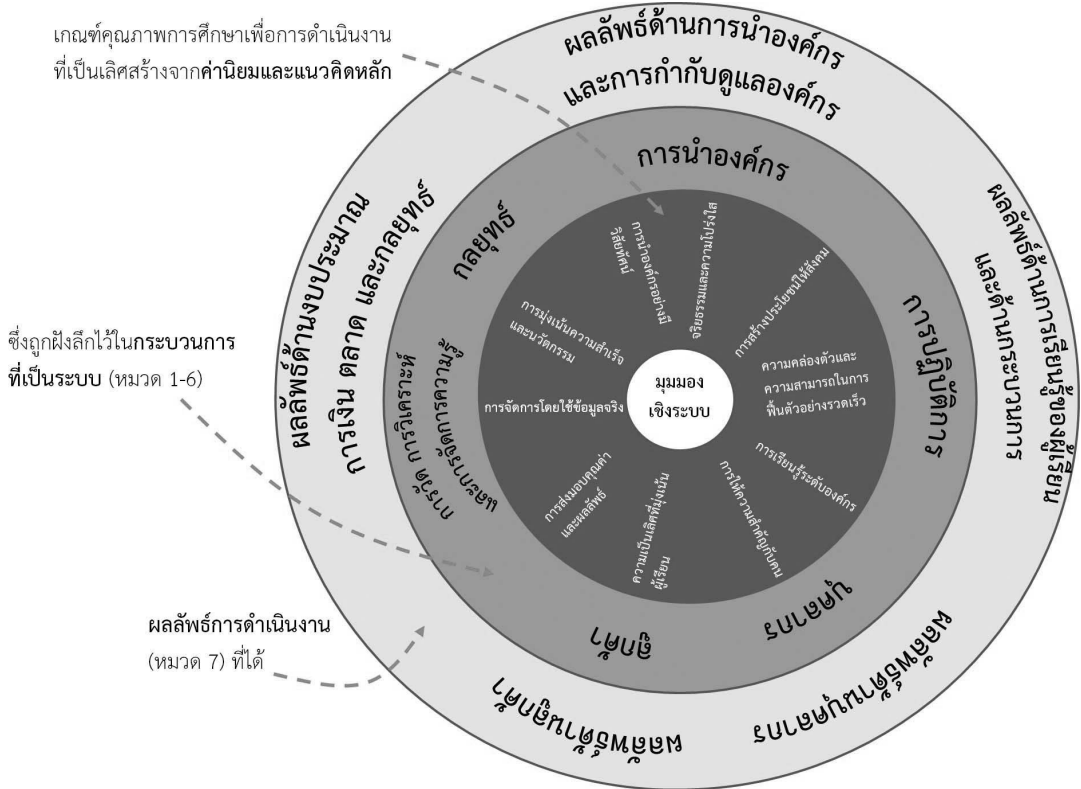 เกณฑ์คุณภาพการศึกษาเพื่อการดำเนินงาน
ที่เป็นเลิศสร้างจากค่านิยมและแนวคิดหลัก
ซึ่งถูกฝังลึกไว้ในกระบวนการ
ที่เป็นระบบ (หมวด 1-6)
ผลลัพธ์การดำเนินงาน
(หมวด 7) ที่ได้
ผลลัพธ์ด้านการนำองค์กร
และการกำกับดูแลองค์กร
ผลลัพธ์ด้านการเรียนรู้ของผู้เรียน
และด้านกระบวนการ
ผลลัพธ์ด้านบุคลากร
ผลลัพธ์ด้านลูกค้า
ผลลัพธ์ด้านงบประมาณ
การเงิน ตลาด และกลยุทธ์
การนำองค์กร
การปฏิบัติการ
บุคลากร
ลูกค้า
การวัด การวิเคราะห์
และการจัดการความรู้
กลยุทธ์
การนำองค์กรอย่างมี
วิสัยทัศน์
จริยธรรมและความโปร่งใส
การสร้างประโยชน์ให้สังคม
ความคล่องตัวและ
ความสามารถในการ
ฟื้นตัวอย่างรวดเร็ว
การเรียนรู้ระดับองค์กร
การให้ความสำคัญกับคน
ความเป็นเลิศที่มุ่งเน้น
ผู้เรียน
การส่งมอบคุณค่า
และผลลัพธ์
การจัดการโดยใช้ข้อมูลจริง
การมุ่งเน้นความสำเร็จ
และนวัตกรรม
มุมมอง
เชิงระบบ